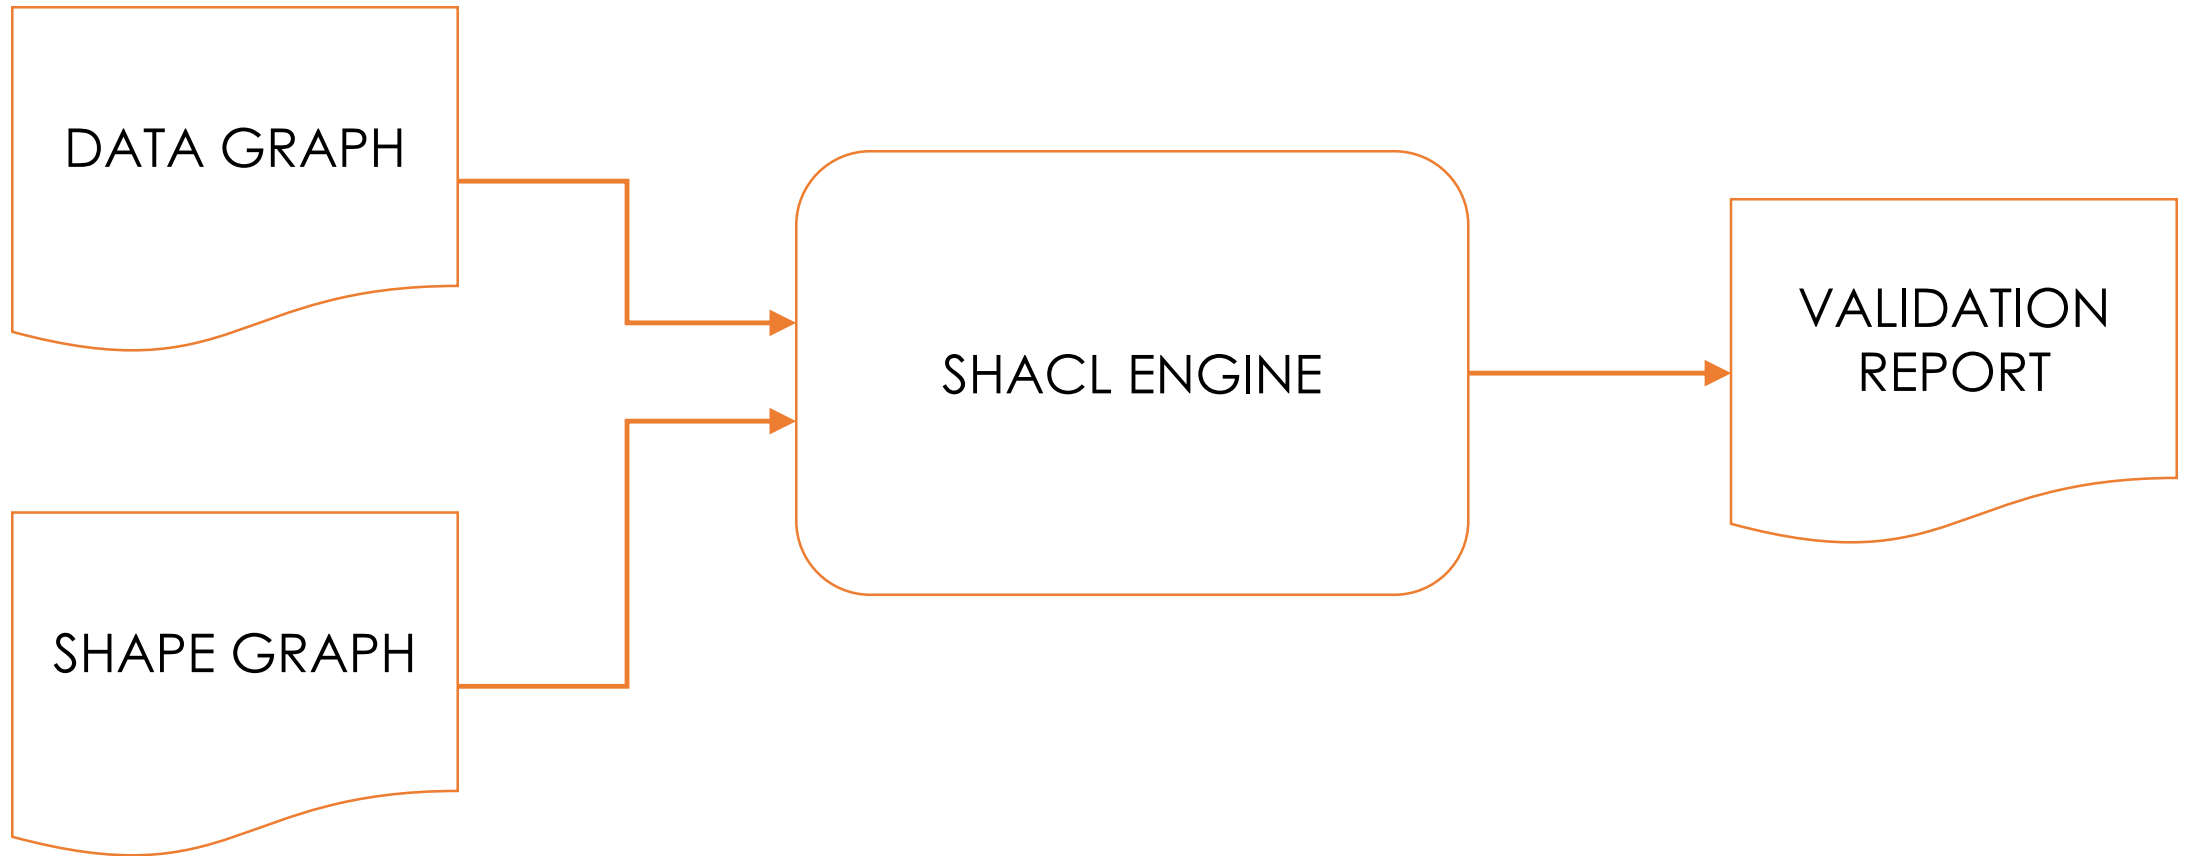 DATA GRAPH
SHACL ENGINE
VALIDATION
REPORT
SHAPE GRAPH